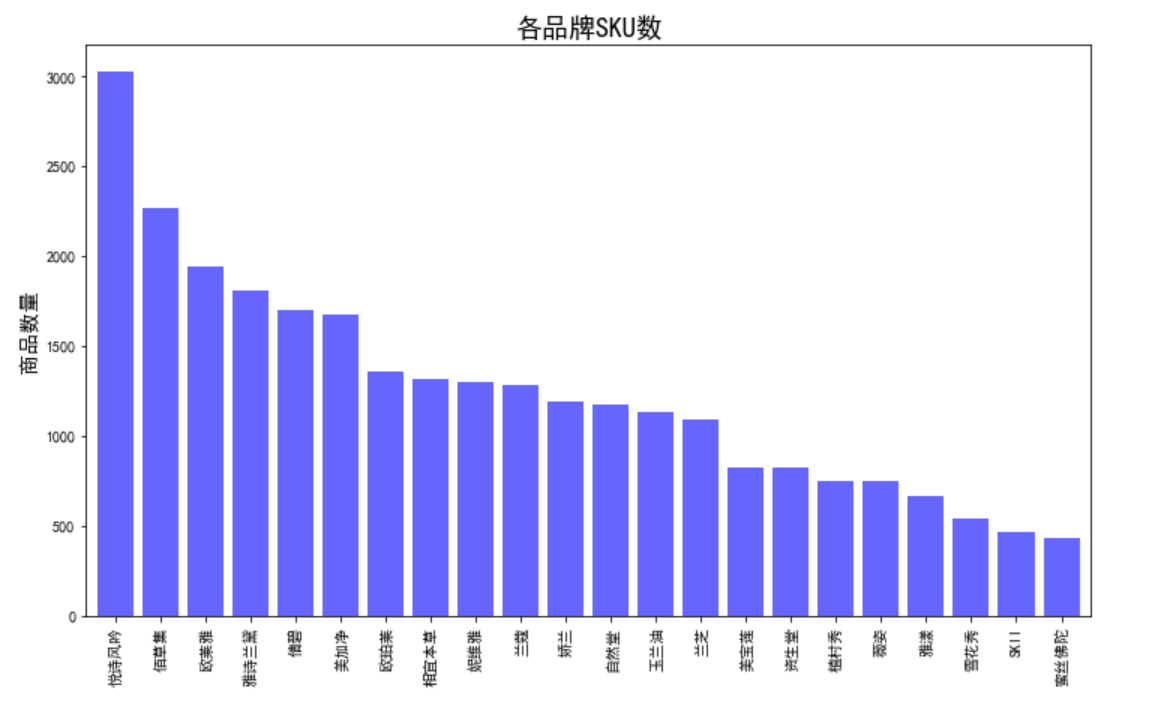 各品牌SKU数
商品数量
3000
2500
2000
1500
1000
500
0
悦诗风吟
佰草集
欧莱雅
雅诗兰黛
倩碧
美加净
欧珀莱
相宜本草
妮维雅
兰蔻
娇兰
自然堂
玉兰油
兰芝
美宝莲
资生堂
植村秀
薇姿
雅漾
雪花秀
SKII
蜜丝佛陀